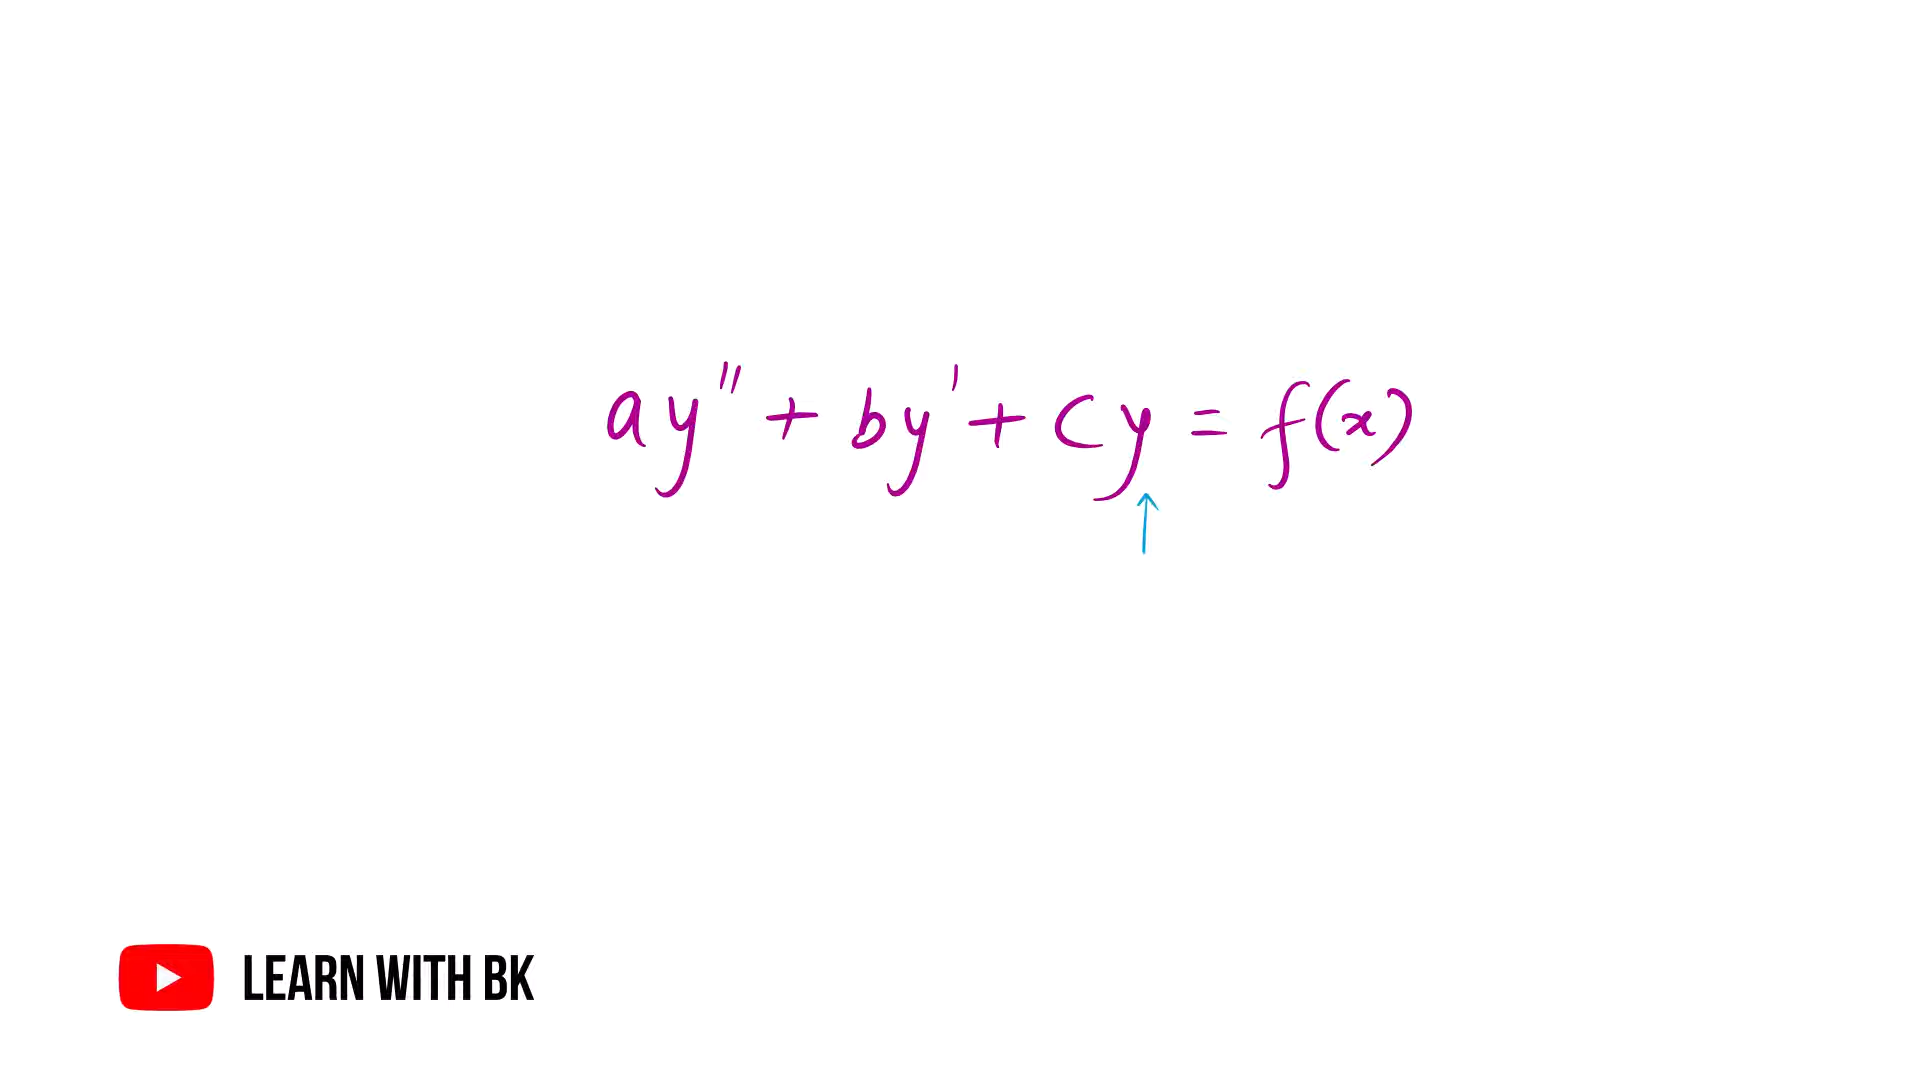 ay'' + by' + cy = f(x)
LEARN WITH BK